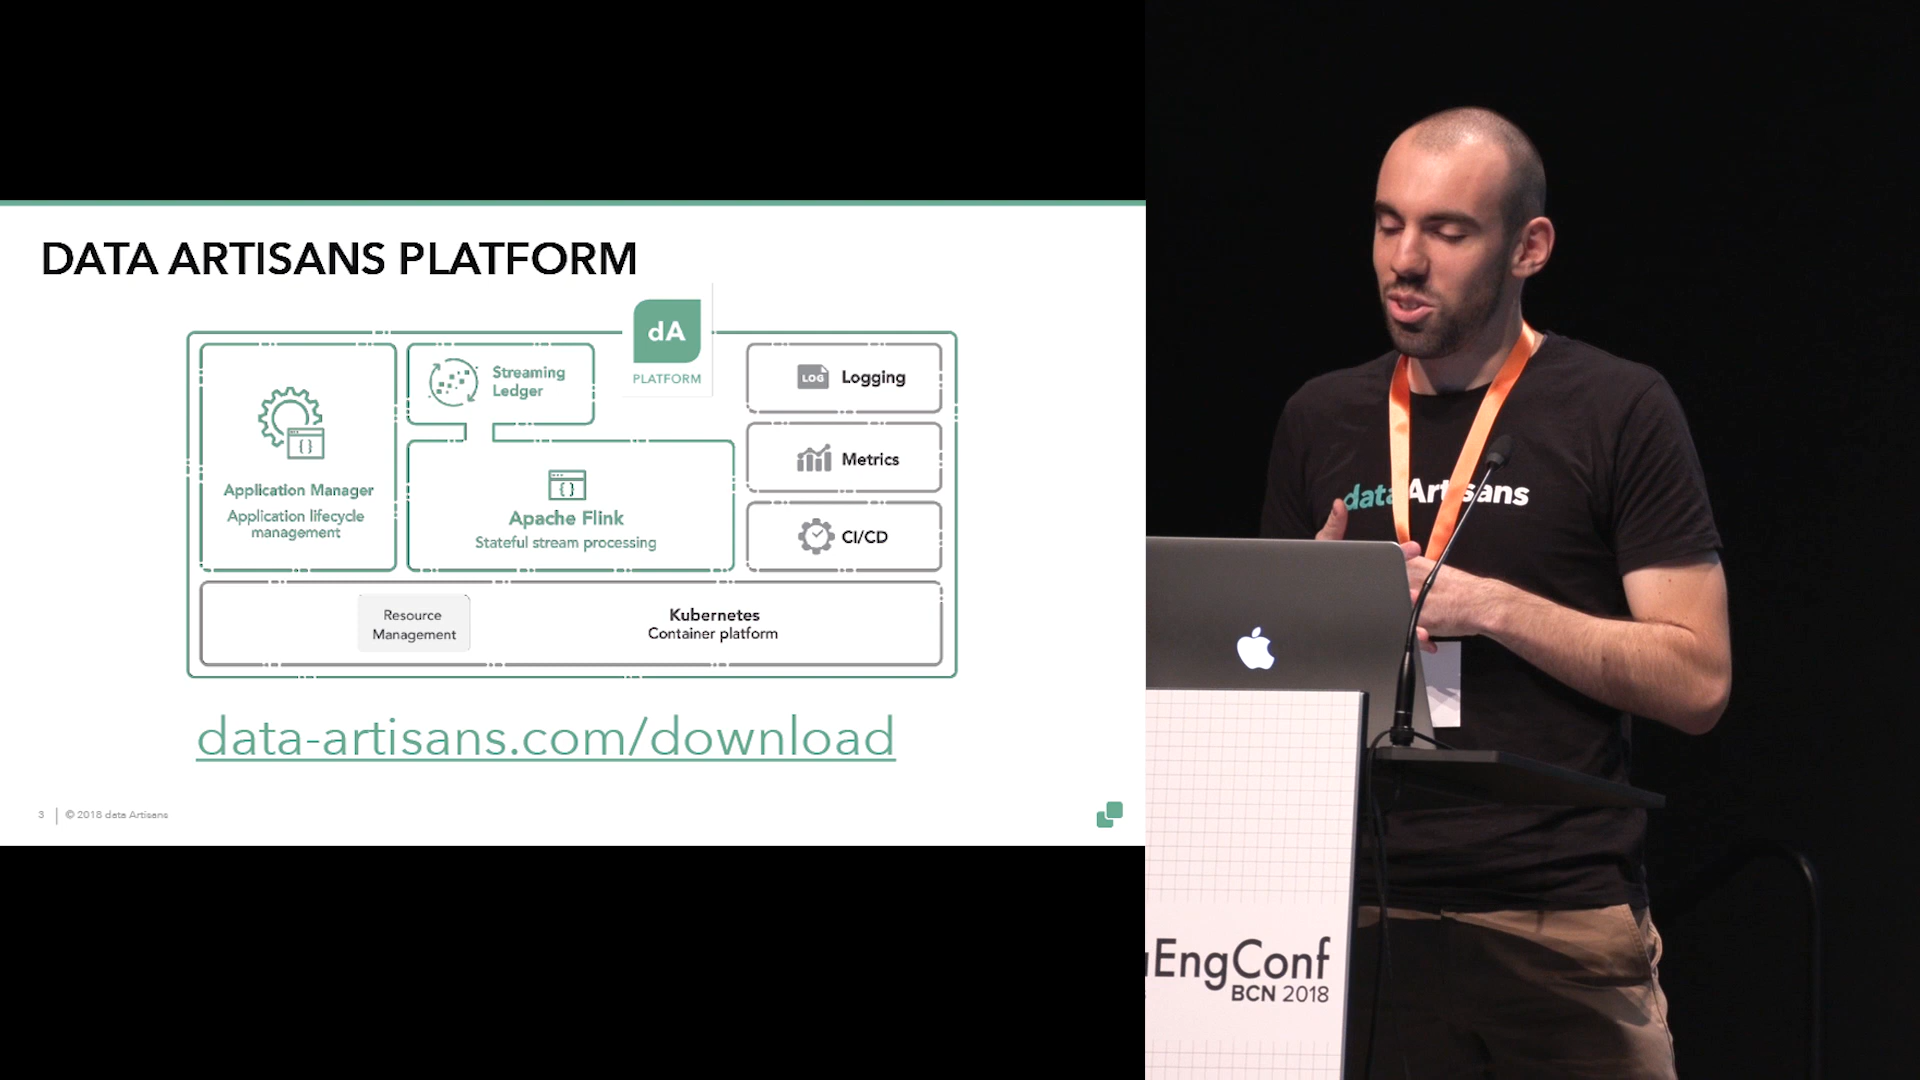 DATA ARTISANS PLATFORM
dA
PLATFORM
Streaming
Ledger
LOG
Logging
Metrics
CI/CD
{ }
Application Manager
Application lifecycle
management
{ }
Apache Flink
Stateful stream processing
Resource
Management
Kubernetes
Container platform
data-artisans.com/download
3
© 2018 data Artisans
dataArtisans
EngConf
BCN 2018